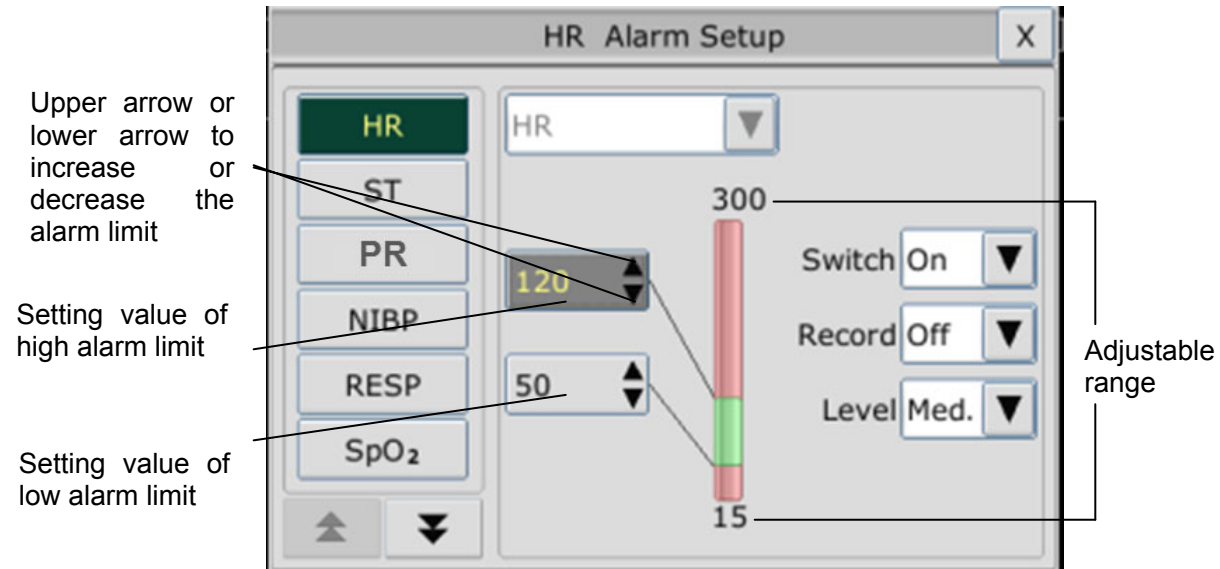 HR Alarm Setup
X
Upper arrow or
lower arrow to
increase or
decrease the
alarm limit
Setting value of
high alarm limit
Setting value of
low alarm limit
HR
ST
PR
NIBP
RESP
SpO₂
HR
120
50
300
15
Switch On
Record Off
Level Med.
Adjustable
range